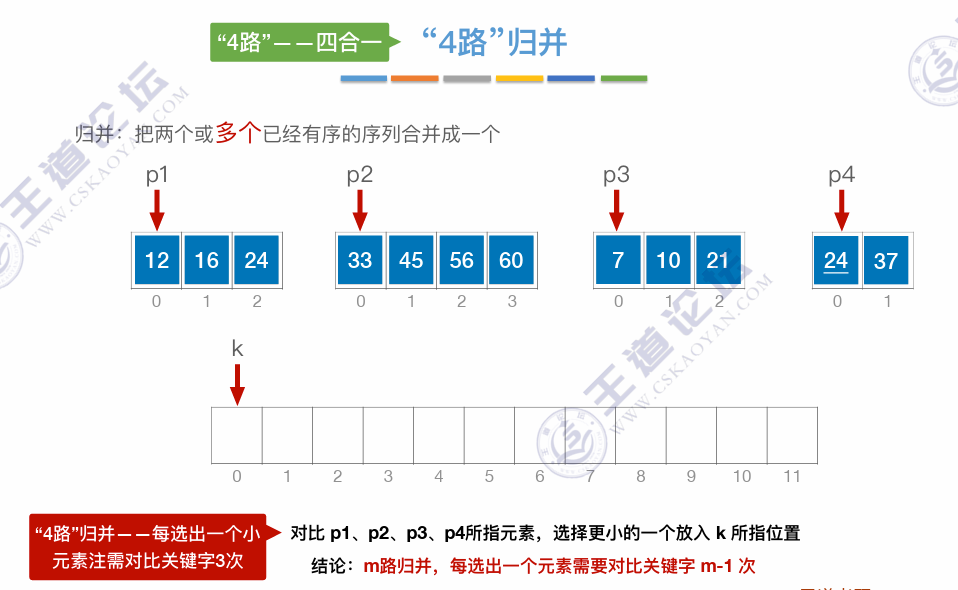 “4路”——四合一
“4路”归并
归并：把两个或多个已经有序的序列合并成一个
p1 p2 p3 p4
12 16 24 33 45 56 60 7 10 21 24 37
0 1 2 0 1 2 3 0 1 2 0 1
k
0 1 2 3 4 5 6 7 8 9 10 11
“4路”归并——每选出一个小
元素注需对比关键字3次
对比 p1、p2、p3、p4所指元素，选择更小的一个放入 k 所指位置
结论：m路归并，每选出一个元素需要对比关键字 m-1 次
王道论坛
WWW.CSKAOYAN.COM
王道论坛
WWW.CSKAOYAN.COM